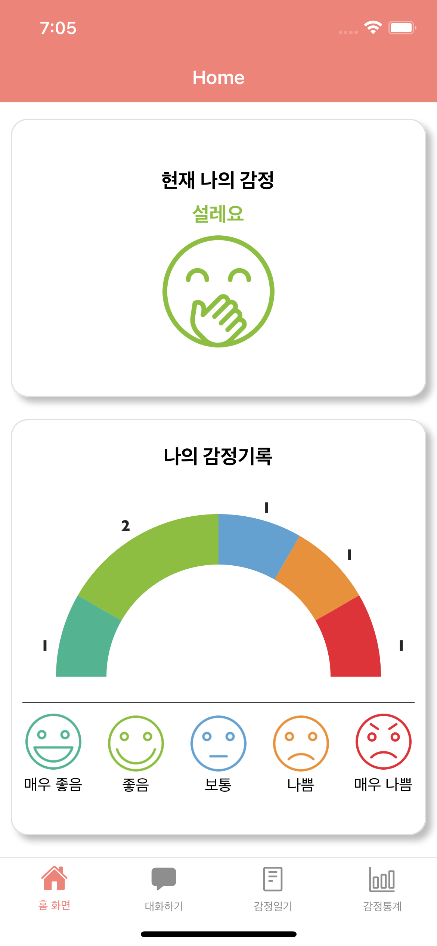 7:05
Home
현재 나의 감정
설레요
나의 감정기록
1
2
1
1
1
매우 좋음
좋음
보통
나쁨
매우 나쁨
홈 화면
대화하기
감정일기
감정통계